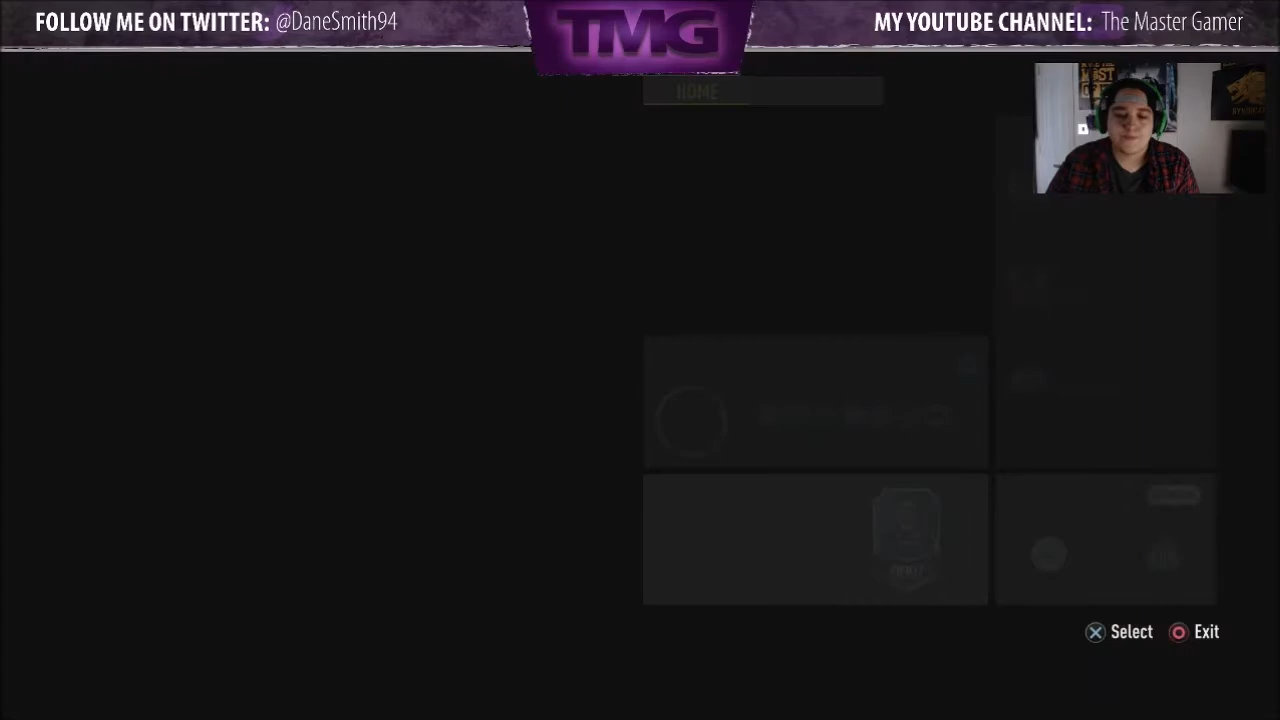 FOLLOW ME ON TWITTER: @DaneSmith94
TMG
MY YOUTUBE CHANNEL: The Master Gamer
HOME
Select
Exit